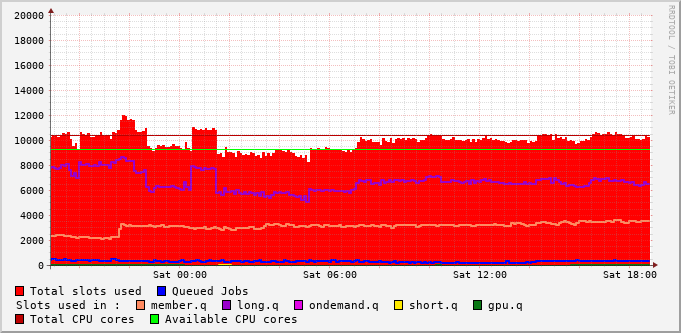 20000
18000
16000
14000
12000
10000
8000
6000
4000
2000
0
Sat 00:00 Sat 06:00 Sat 12:00 Sat 18:00
Total slots used Queued Jobs
Slots used in : member.q long.q ondemand.q short.q gpu.q
Total CPU cores Available CPU cores
RRDTOOL / TOBI OETIKER